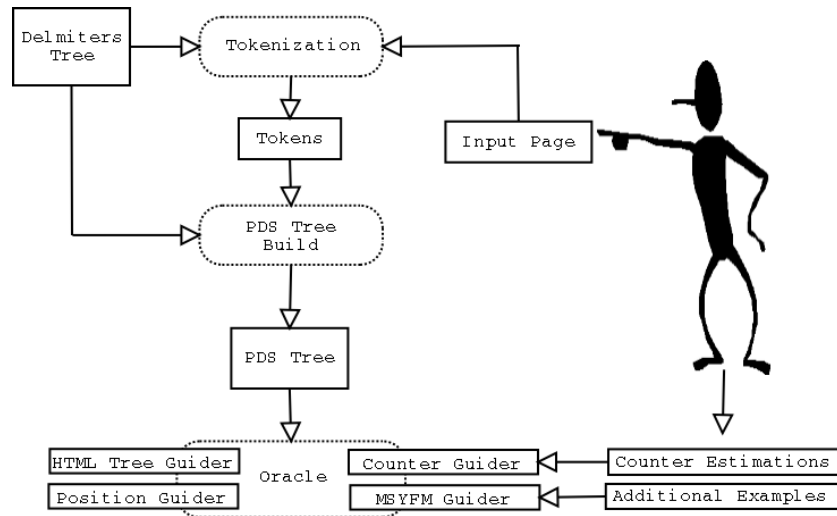 Delmiters
Tree
Tokenization
Tokens
Input Page
PDS Tree
Build
PDS Tree
HTML Tree Guider
Oracle
Counter Guider
Counter Estimations
Position Guider
MSYFM Guider
Additional Examples